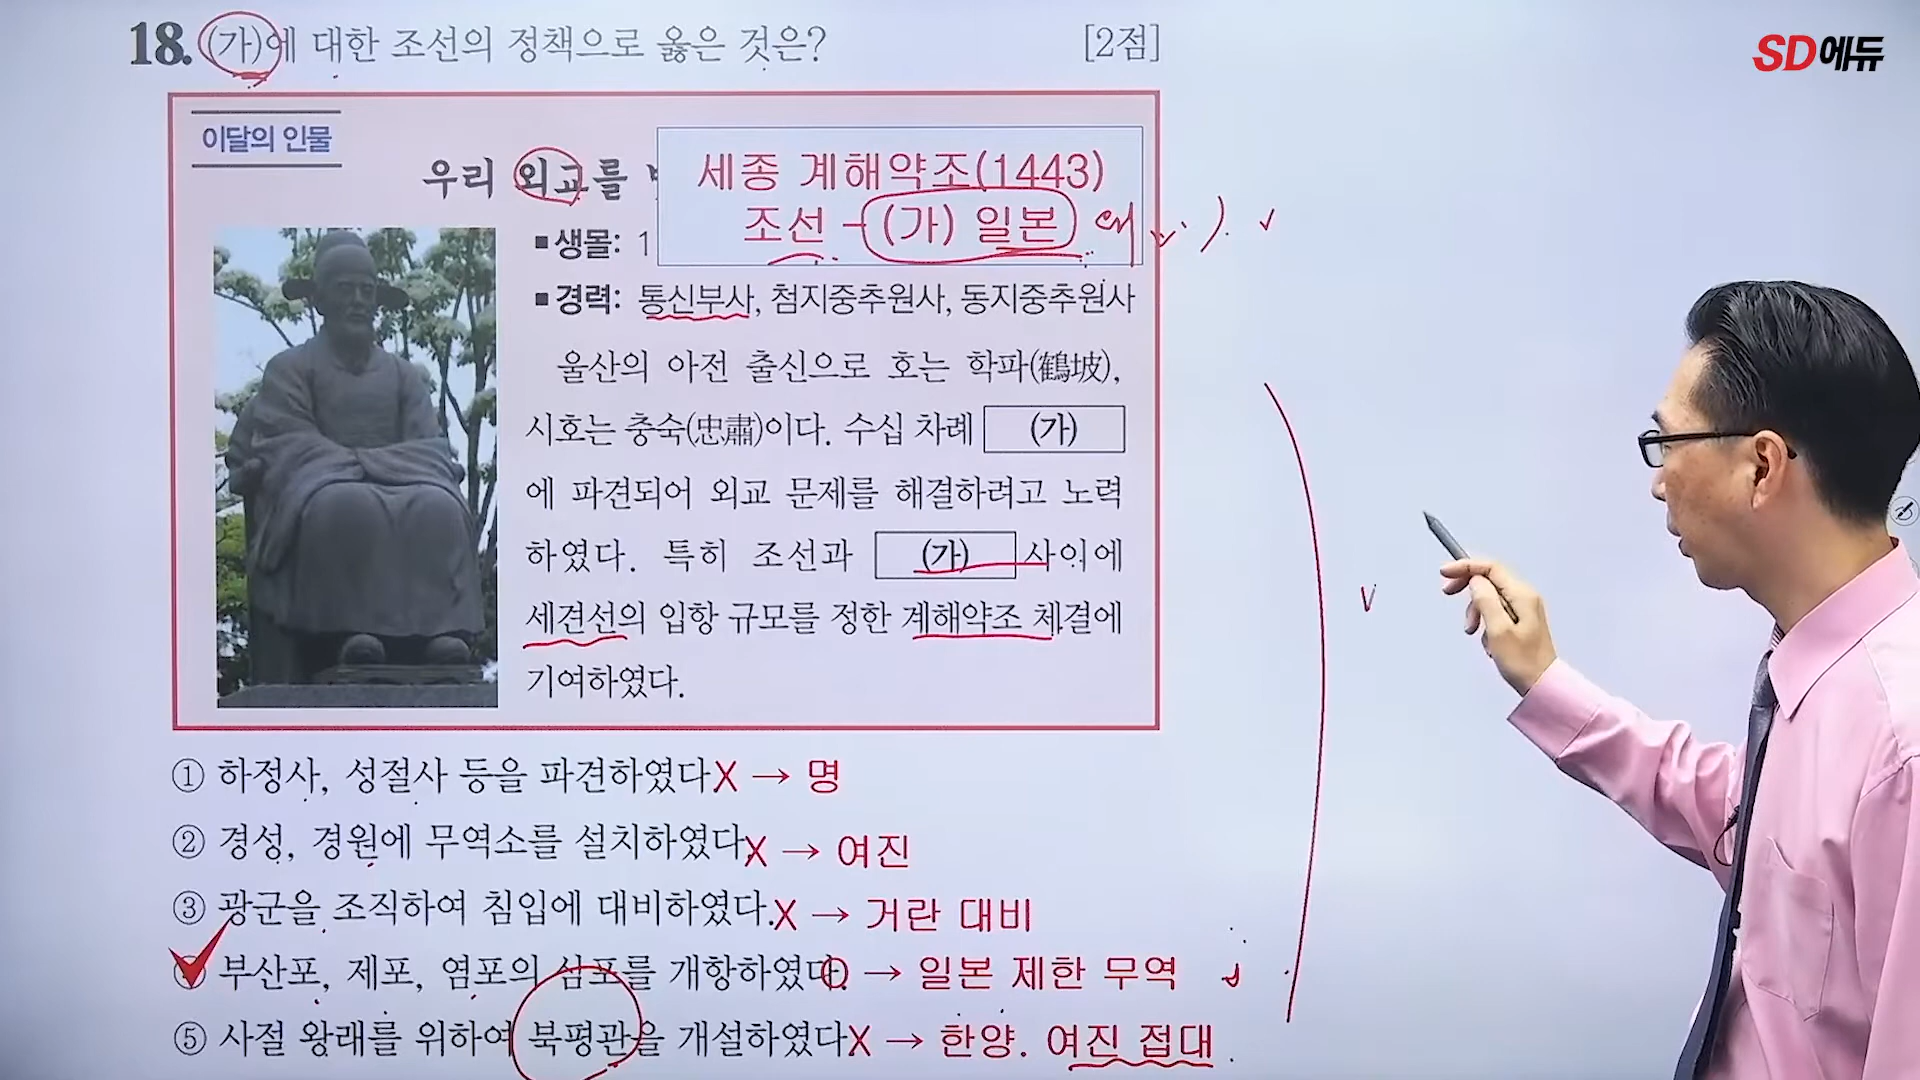 18. (가)에 대한 조선의 정책으로 옳은 것은? [2점]
SD에듀
이달의 인물
우리 외교를
세종 계해약조(1443)
조선 - (가) 일본
■생몰: 1
■경력: 통신부사, 첨지중추원사, 동지중추원사
울산의 아전 출신으로 호는 학파(鶴坡),
시호는 충숙(忠肅)이다. 수십 차례 (가)
에 파견되어 외교 문제를 해결하려고 노력
하였다. 특히 조선과 (가) 사이에
세견선의 입항 규모를 정한 계해약조 체결에
기여하였다.
① 하정사, 성절사 등을 파견하였다. X → 명
② 경성, 경원에 무역소를 설치하였다. X → 여진
③ 광군을 조직하여 침입에 대비하였다. X → 거란 대비
④ 부산포, 제포, 염포의 삼포를 개항하였다. O → 일본 제한 무역
⑤ 사절 왕래를 위하여 북평관을 개설하였다. X → 한양. 여진 접대